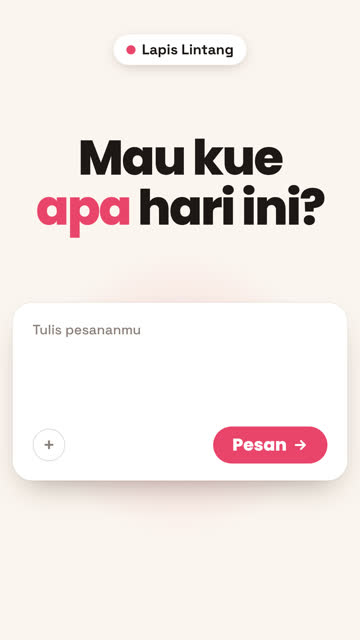 Lapis Lintang
Mau kue
apa hari ini?
Tulis pesananmu
+
Pesan →